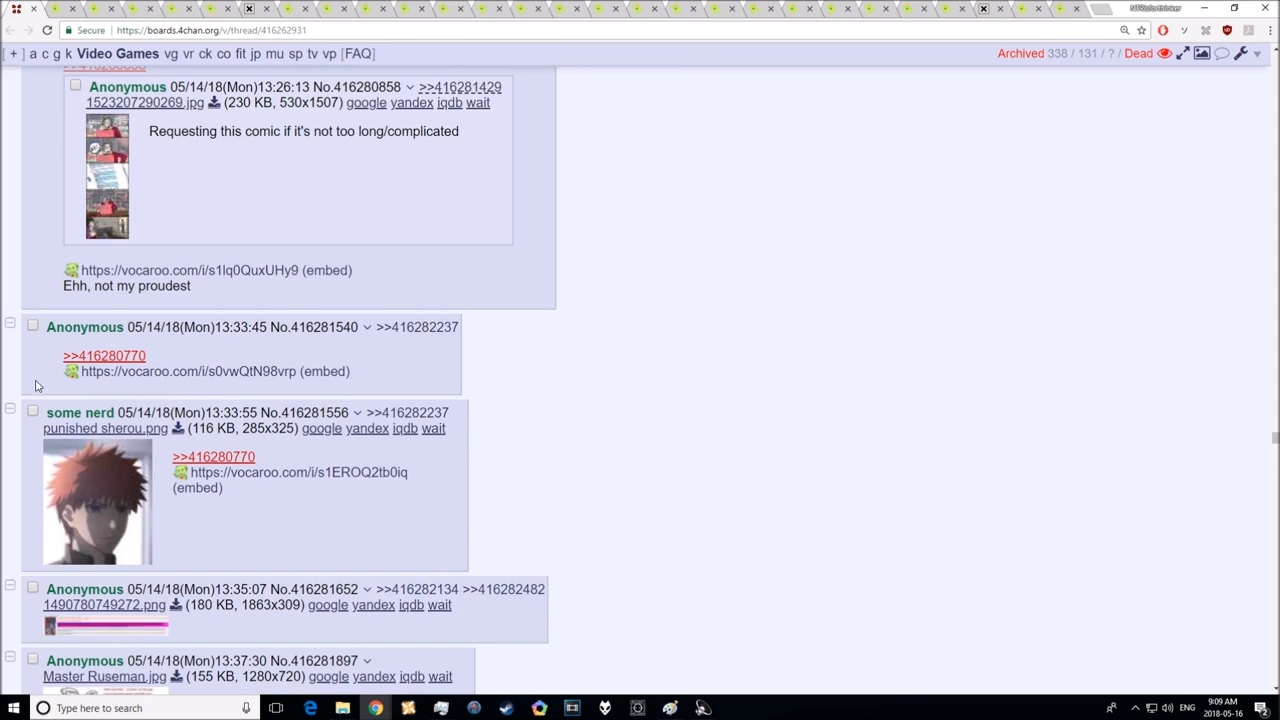 NTRisforthinker
Secure https://boards.4chan.org/v/thread/416262931
[ + ] a c g k Video Games vg vr ck co fit jp mu sp tv vp [FAQ]
Archived 338 / 131 / ? / Dead
>>416280858
Anonymous 05/14/18(Mon)13:26:13 No.416280858 >>416281429
1523207290269.jpg (230 KB, 530x1507) google yandex iqdb wait
Requesting this comic if it's not too long/complicated
https://vocaroo.com/i/s1lq0QuxUHy9 (embed)
Ehh, not my proudest
Anonymous 05/14/18(Mon)13:33:45 No.416281540 >>416282237
>>416280770
https://vocaroo.com/i/s0vwQtN98vrp (embed)
some nerd 05/14/18(Mon)13:33:55 No.416281556 >>416282237
punished sherou.png (116 KB, 285x325) google yandex iqdb wait
>>416280770
https://vocaroo.com/i/s1EROQ2tb0iq
(embed)
Anonymous 05/14/18(Mon)13:35:07 No.416281652 >>416282134 >>416282482
1490780749272.png (180 KB, 1863x309) google yandex iqdb wait
Anonymous 05/14/18(Mon)13:37:30 No.416281897
Master Ruseman.jpg (155 KB, 1280x720) google yandex iqdb wait
Type here to search
ENG
9:09 AM
2018-05-16
2